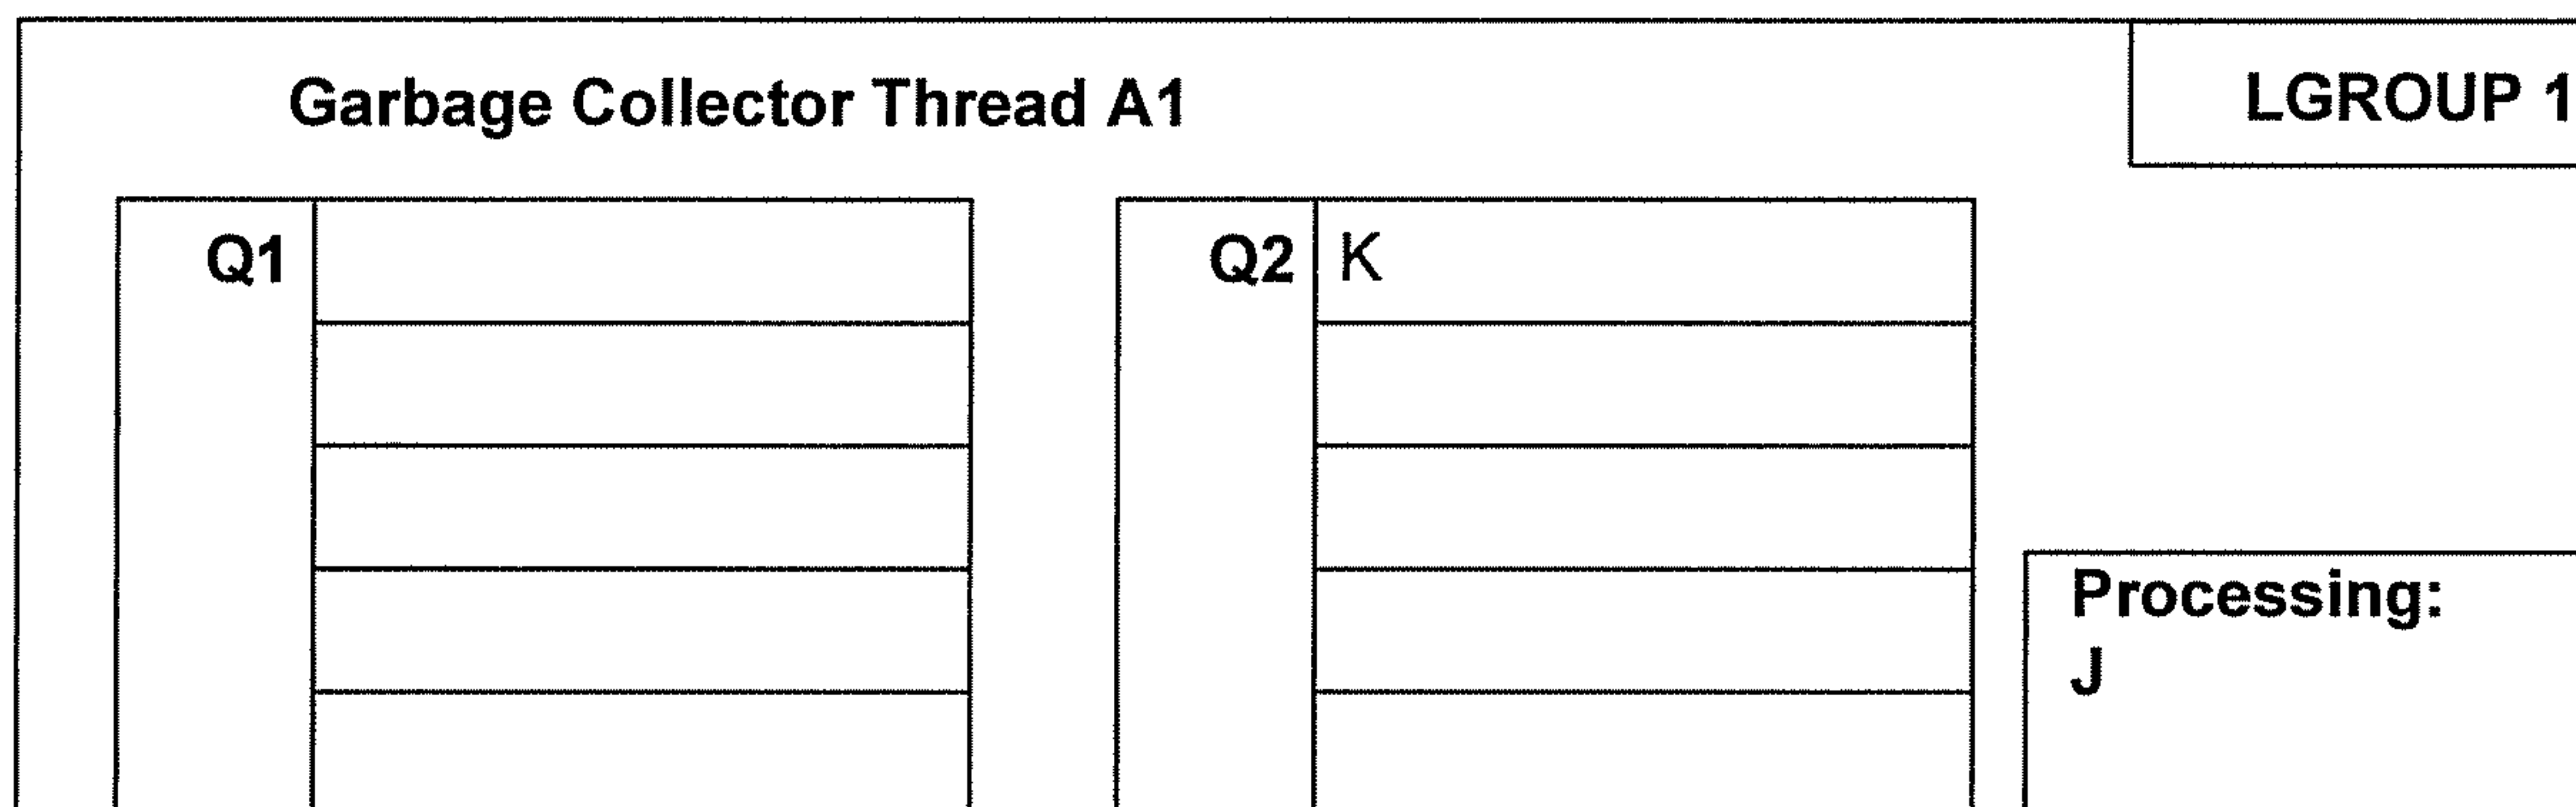 Garbage Collector Thread A1
LGROUP 1
Q1
Q2 K
Processing:
J